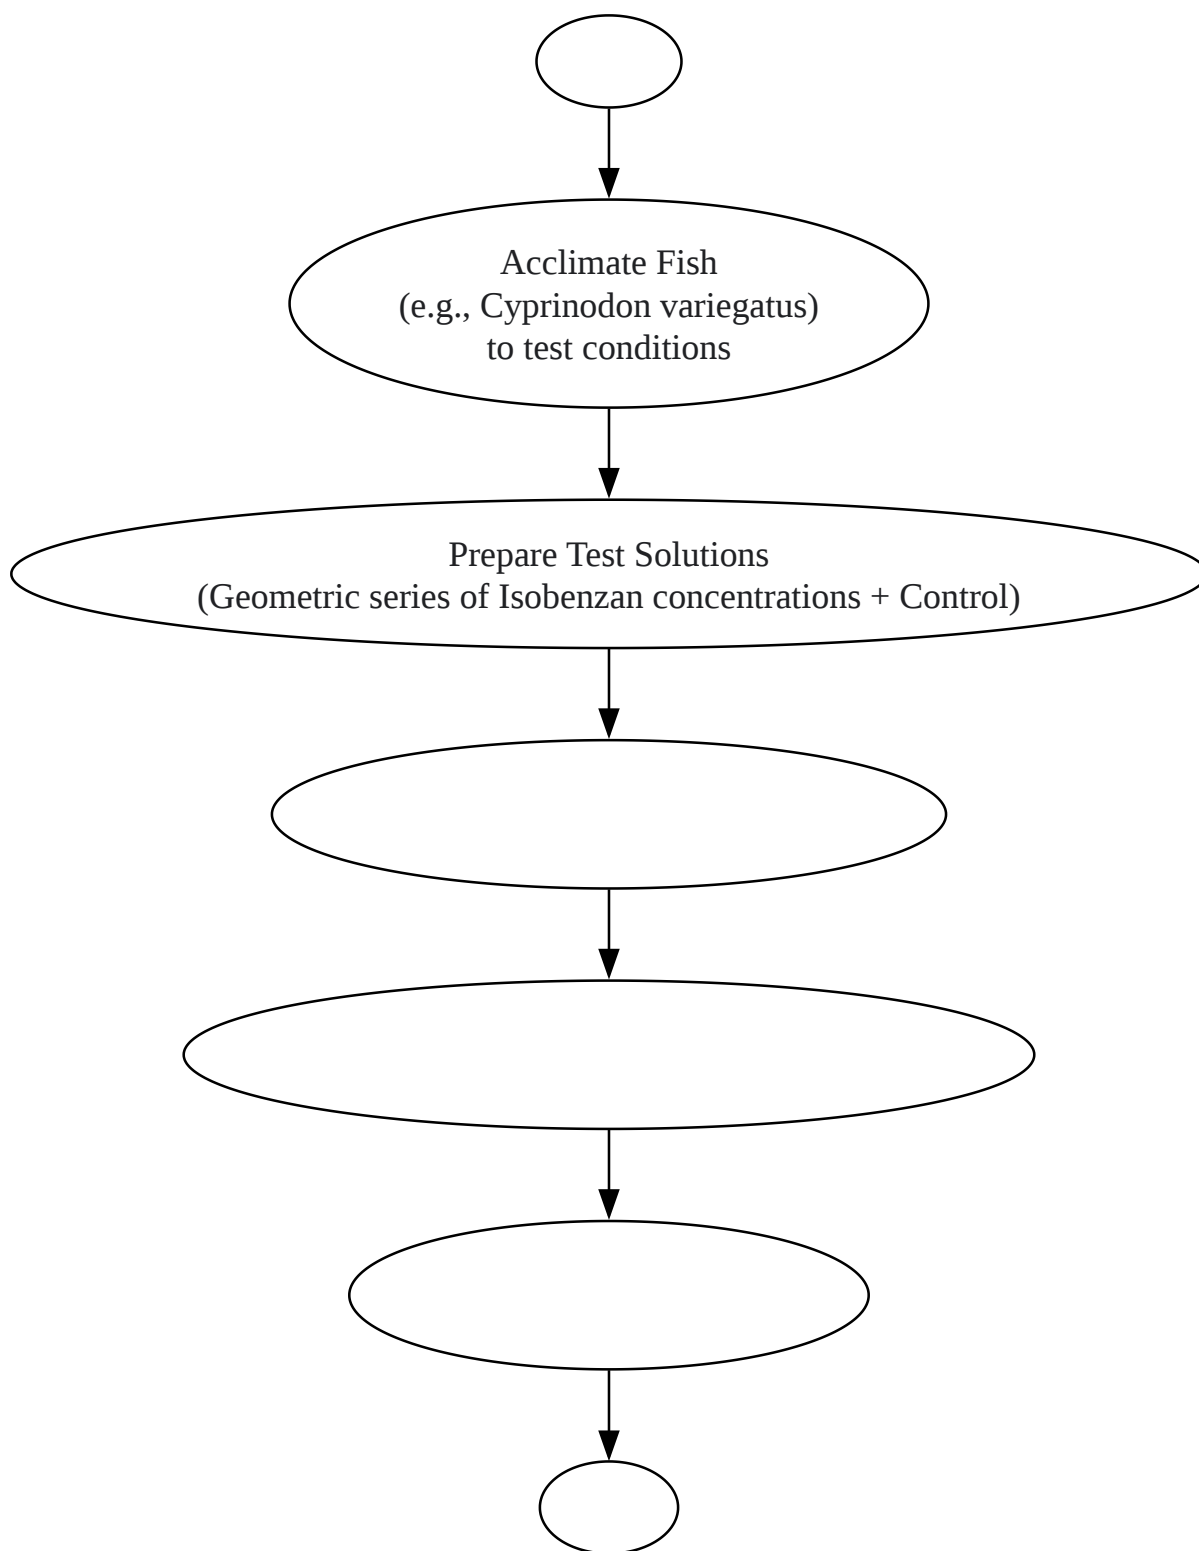 Acclimate Fish
(e.g., Cyprinodon variegatus)
to test conditions
Prepare Test Solutions
(Geometric series of Isobenzan concentrations + Control)